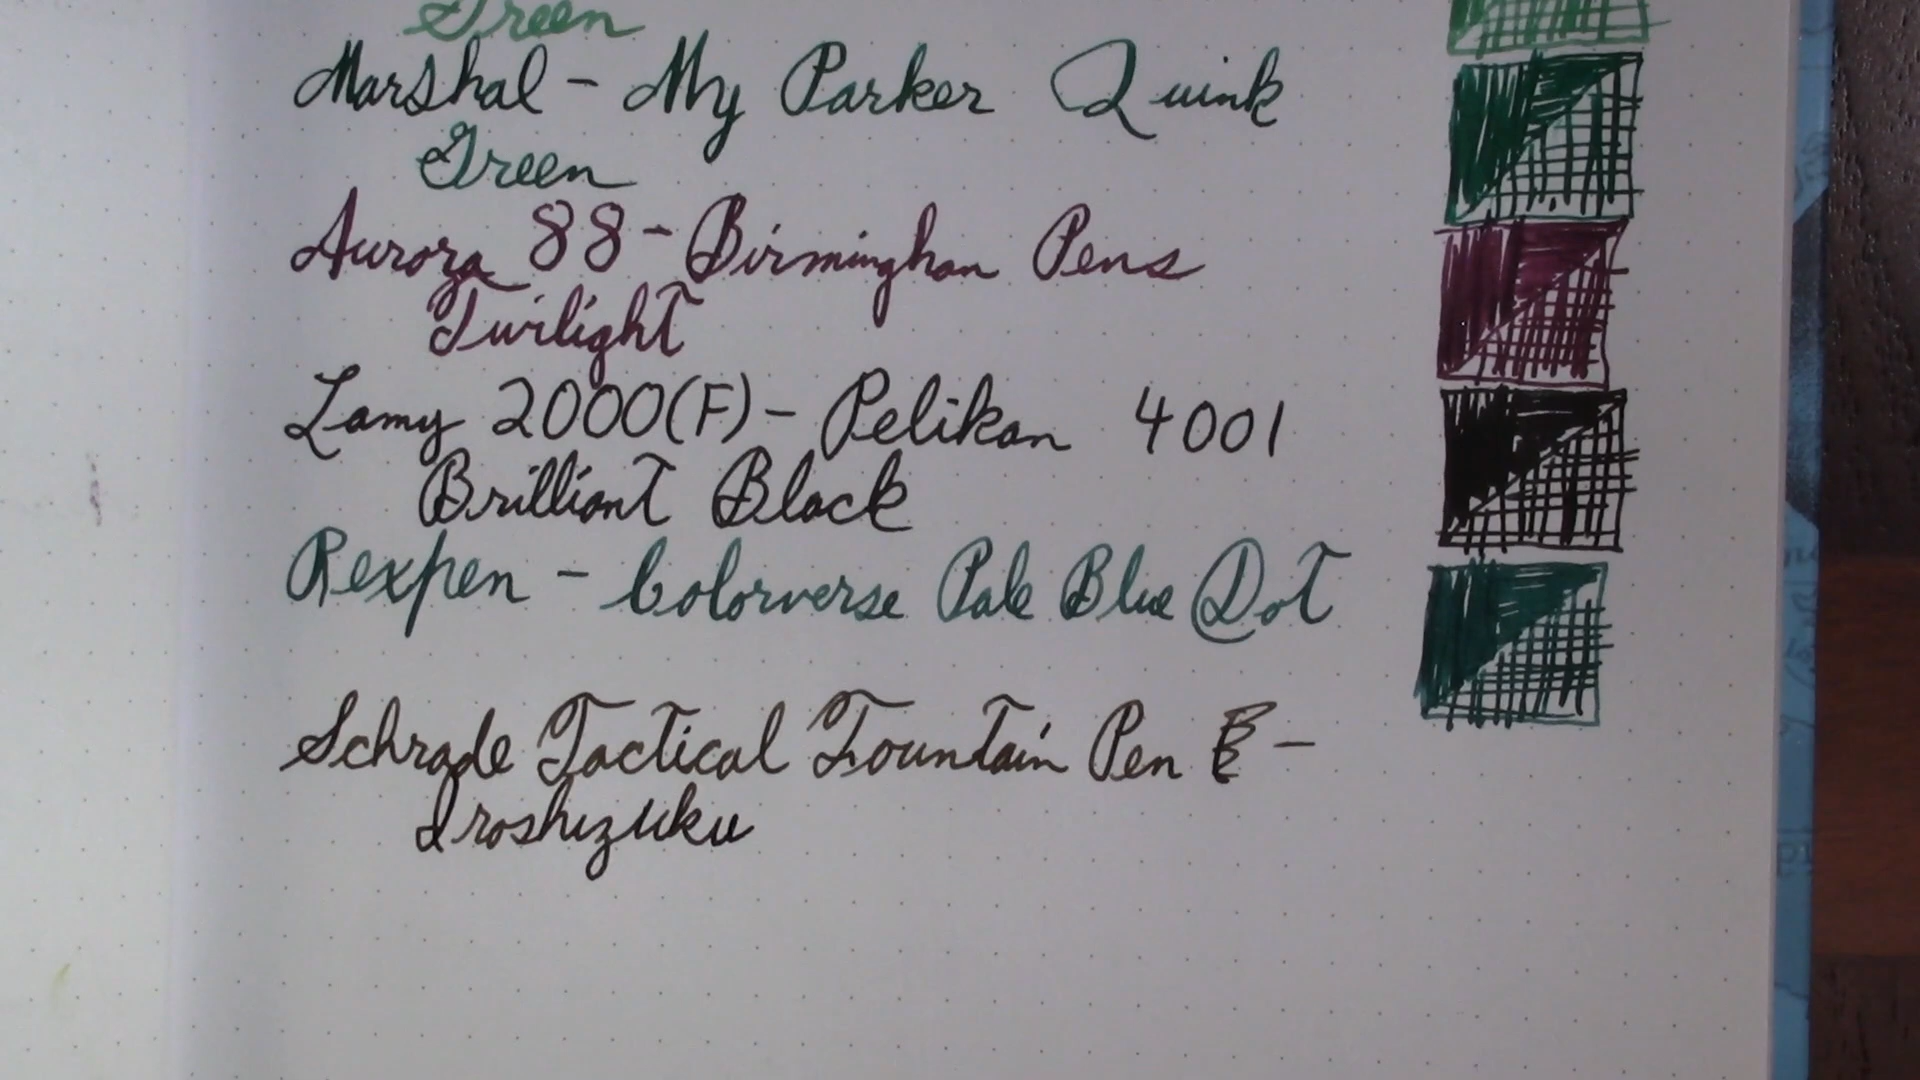 Green
Marshal - My Parker Quink
Green
Aurora 88 - Birmingham Pens
Twilight
Lamy 2000(F) - Pelikan 4001
Brilliant Black
Rexpen - Colorverse Pale Blue Dot
Schrade Tactical Fountain Pen -
Iroshizuku